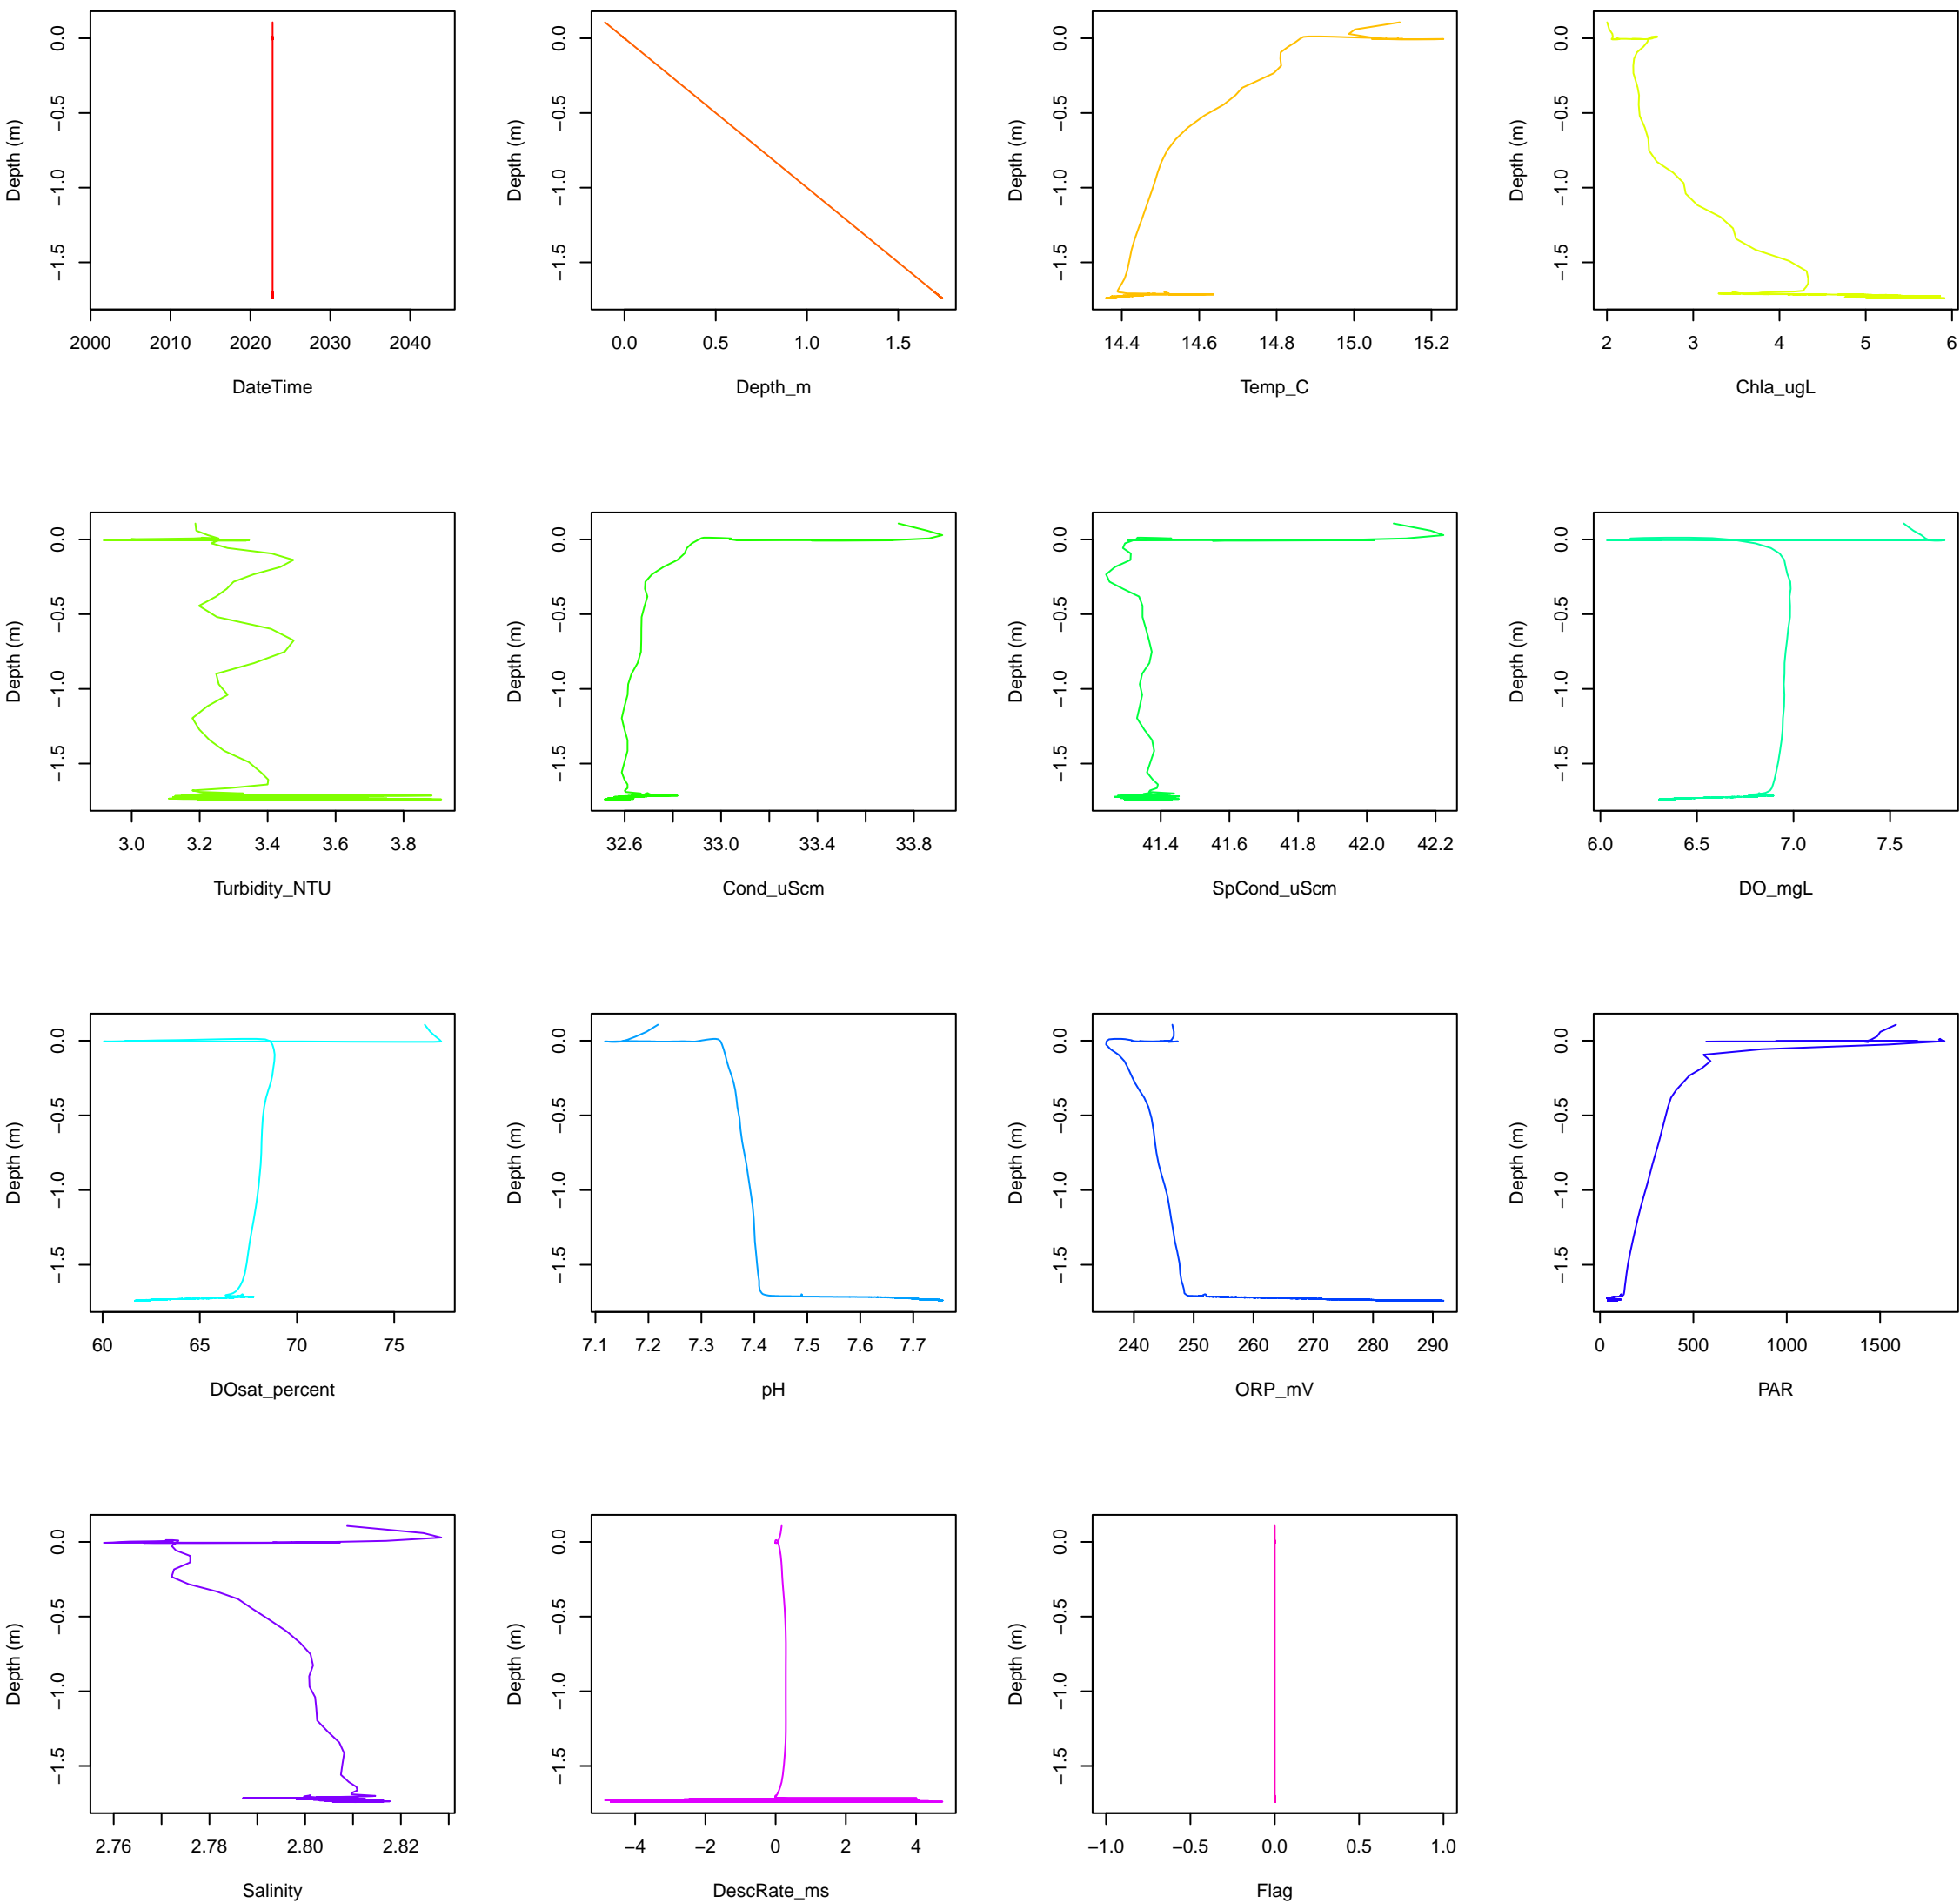 Depth (m)
0.0
−0.5
−1.0
−1.5
2000 2010 2020 2030 2040
DateTime
Depth (m)
0.0
−0.5
−1.0
−1.5
0.0 0.5 1.0 1.5
Depth_m
Depth (m)
0.0
−0.5
−1.0
−1.5
14.4 14.6 14.8 15.0 15.2
Temp_C
Depth (m)
0.0
−0.5
−1.0
−1.5
2 3 4 5 6
Chla_ugL
Depth (m)
0.0
−0.5
−1.0
−1.5
3.0 3.2 3.4 3.6 3.8
Turbidity_NTU
Depth (m)
0.0
−0.5
−1.0
−1.5
32.6 33.0 33.4 33.8
Cond_uScm
Depth (m)
0.0
−0.5
−1.0
−1.5
41.4 41.6 41.8 42.0 42.2
SpCond_uScm
Depth (m)
0.0
−0.5
−1.0
−1.5
6.0 6.5 7.0 7.5
DO_mgL
Depth (m)
0.0
−0.5
−1.0
−1.5
60 65 70 75
DOsat_percent
Depth (m)
0.0
−0.5
−1.0
−1.5
7.1 7.2 7.3 7.4 7.5 7.6 7.7
pH
Depth (m)
0.0
−0.5
−1.0
−1.5
240 250 260 270 280 290
ORP_mV
Depth (m)
0.0
−0.5
−1.0
−1.5
0 500 1000 1500
PAR
Depth (m)
0.0
−0.5
−1.0
−1.5
2.76 2.78 2.80 2.82
Salinity
Depth (m)
0.0
−0.5
−1.0
−1.5
−4 −2 0 2 4
DescRate_ms
Depth (m)
0.0
−0.5
−1.0
−1.5
−1.0 −0.5 0.0 0.5 1.0
Flag